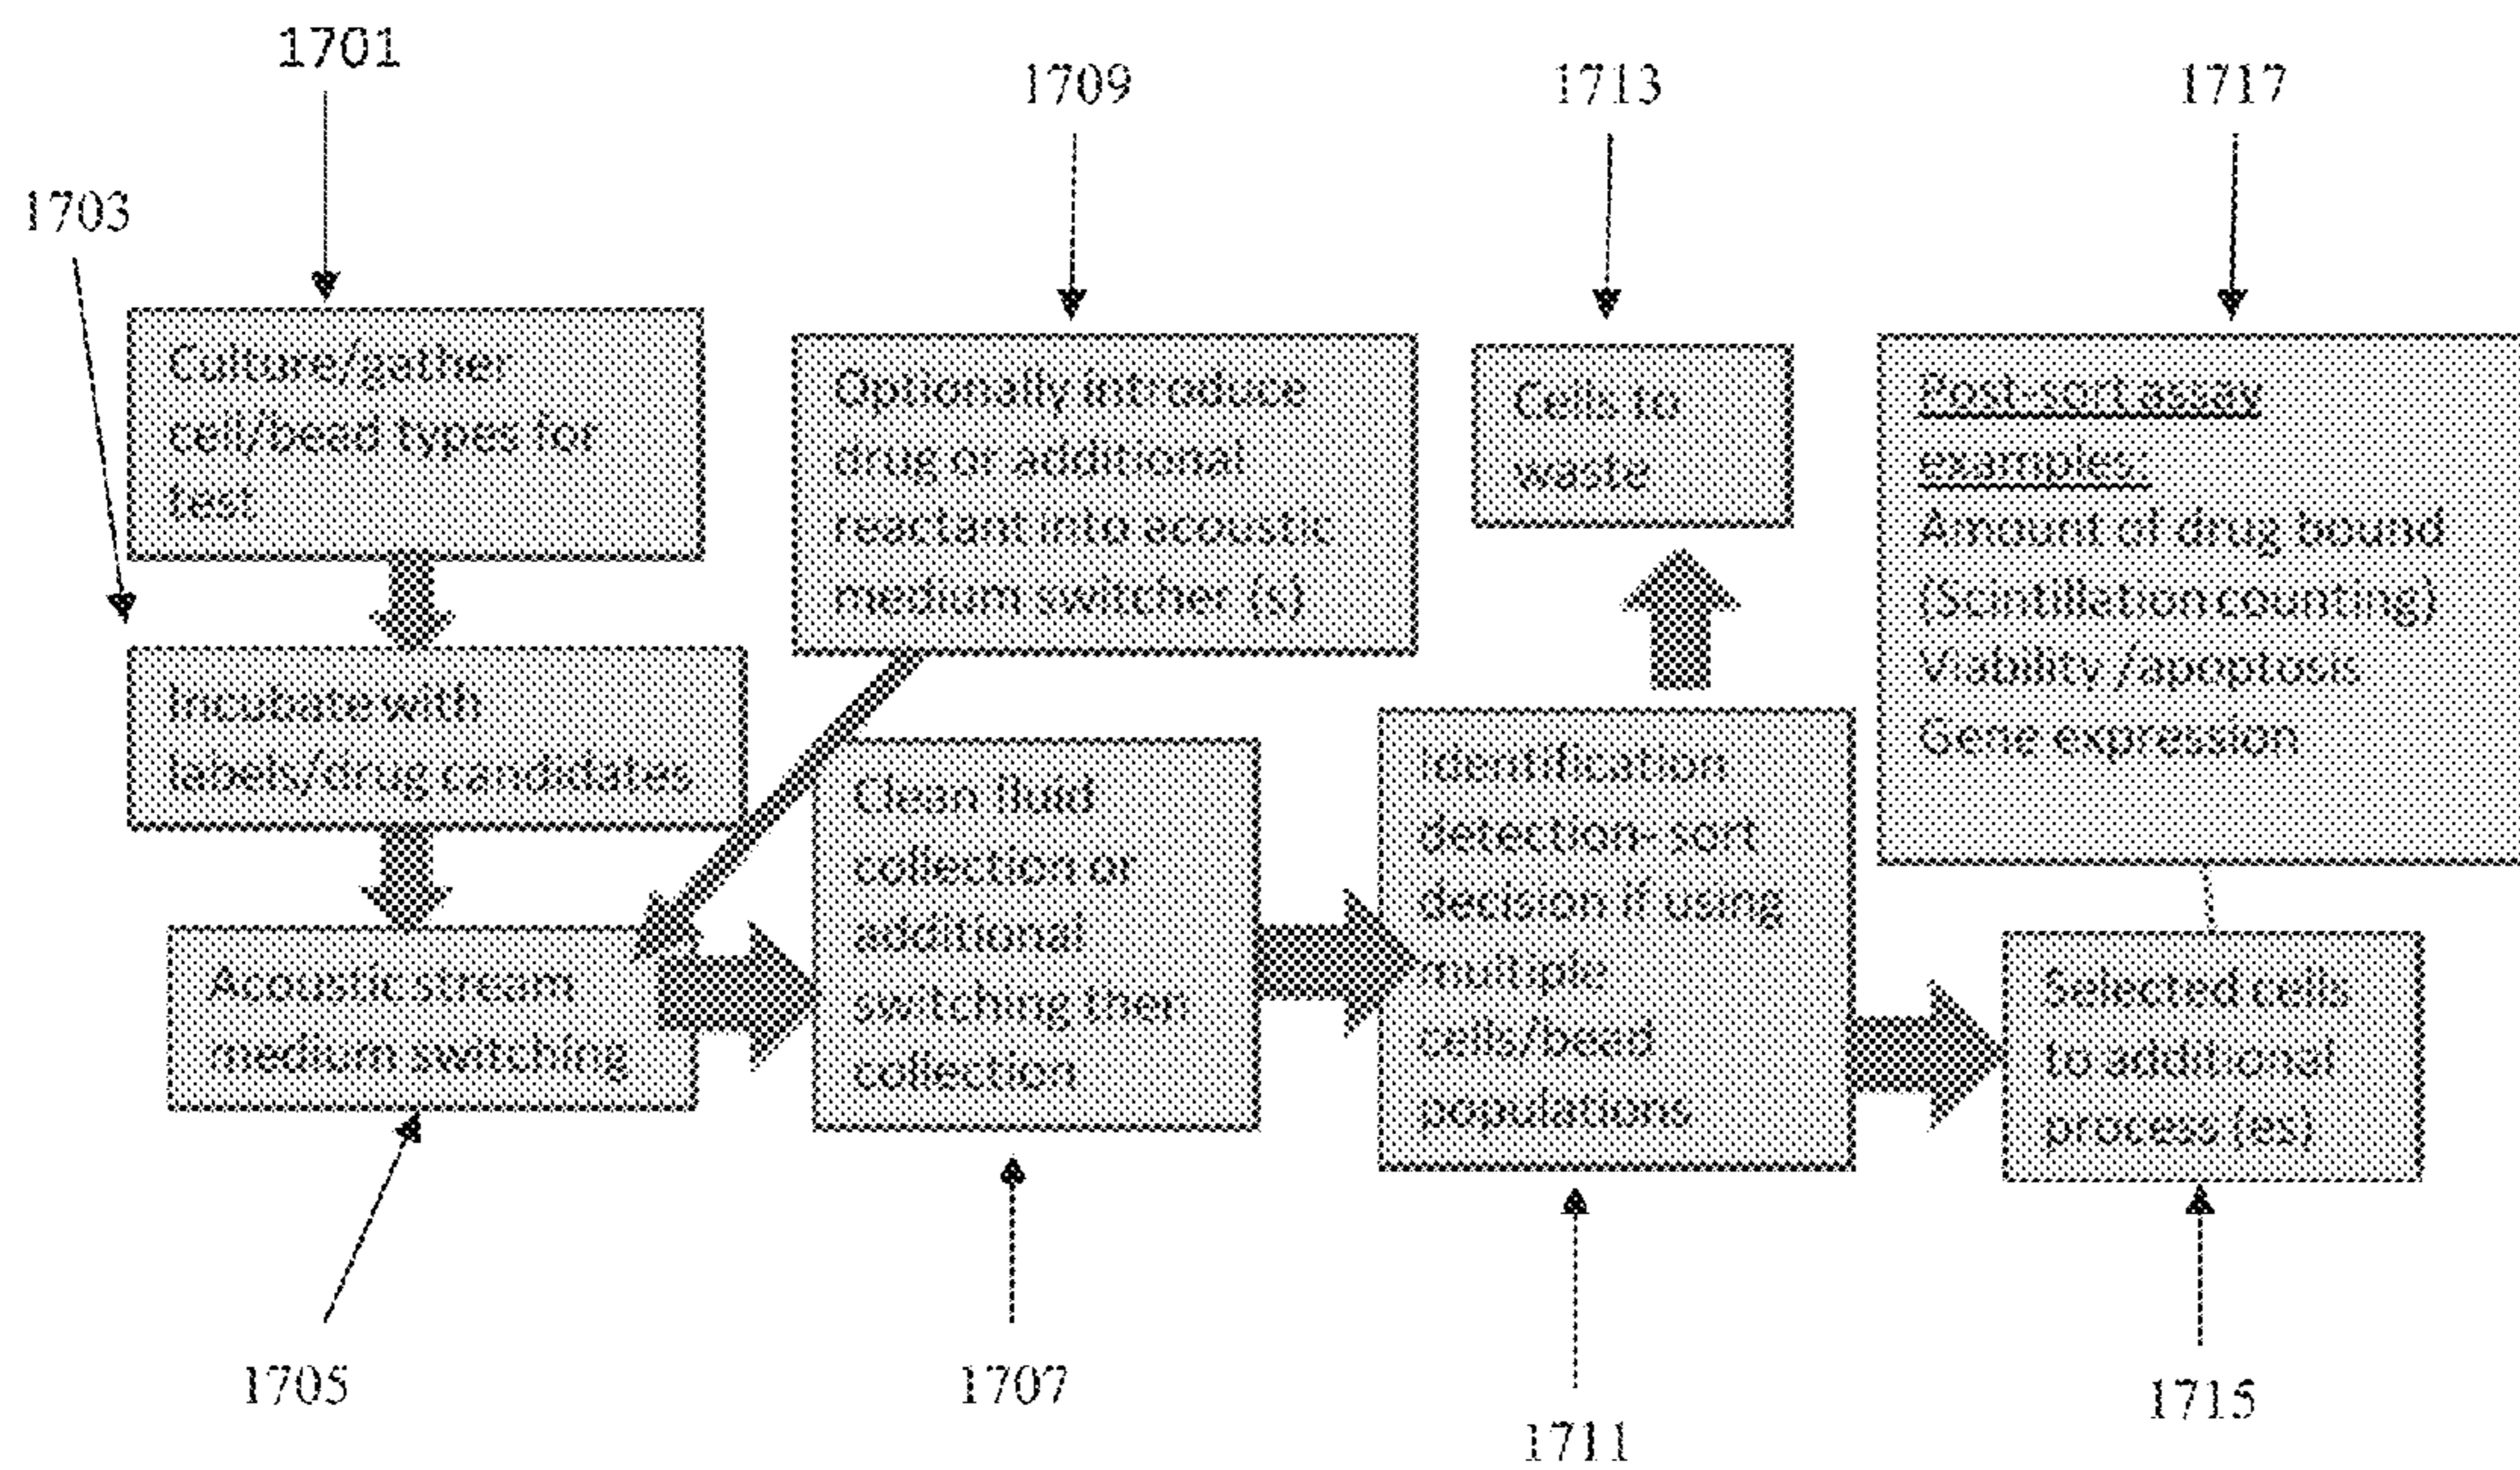 1701
1709
1713
1717
1703
Culture/gather
cell/bead types for
test
Optionally introduce
drug or additional
reactant into acoustic
medium switcher (s)
Cells to
waste
Post-sort assay
examples:
Amount of drug bound
(Scintillation counting)
Viability /apoptosis
Gene expression
Incubate with
labels/drug candidates
Clean fluid
collection or
additional
switching then
collection
Identification
detection- sort
decision if using
multiple
cells/bead
populations
Acoustic stream
medium switching
Selected cells
to additional
process (es)
1705
1707
1711
1715